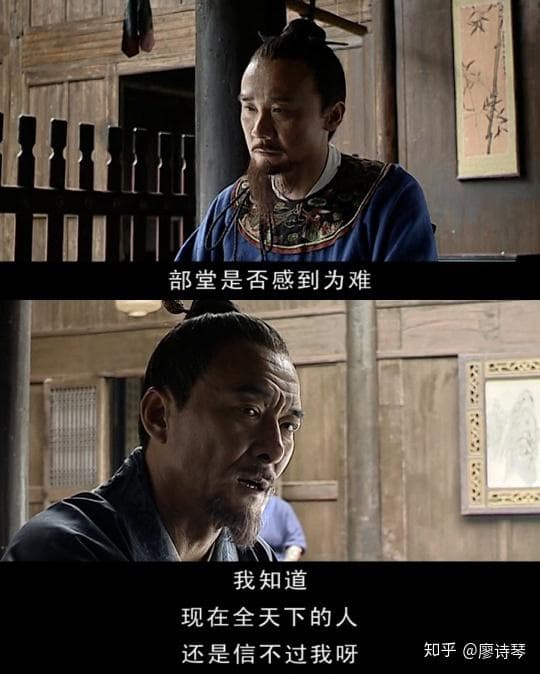 部堂是否感到为难
我知道
现在全天下的人
还是信不过我呀
知乎 @廖诗琴